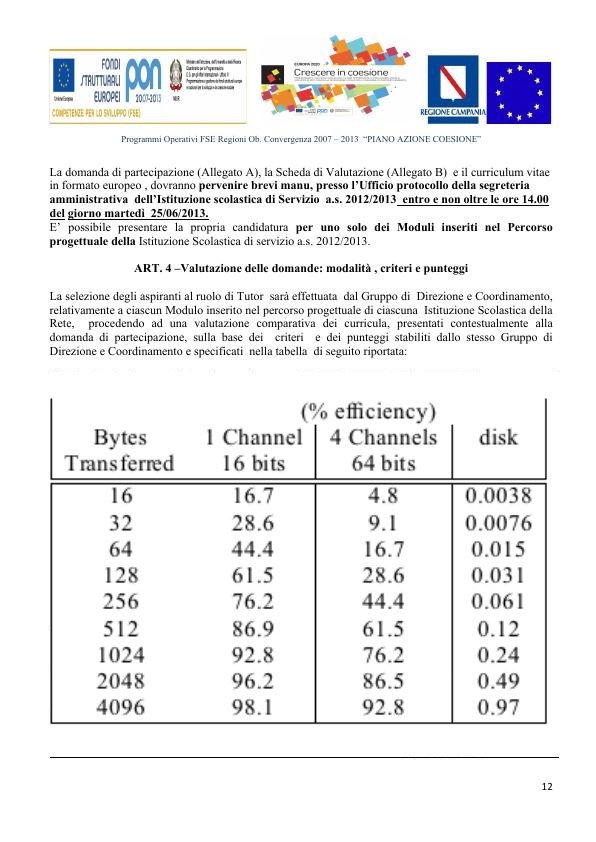 FONDI
STRUTTURALI
EUROPEI
pon
2007-2013
Unione Europea
MIUR
COMPETENZE PER LO SVILUPPO (FSE)
EUROPA 2020
Crescere in coesione
REGIONE CAMPANIA
Programmi Operativi FSE Regioni Ob. Convergenza 2007 – 2013 “PIANO AZIONE COESIONE”
La domanda di partecipazione (Allegato A), la Scheda di Valutazione (Allegato B) e il curriculum vitae
in formato europeo , dovranno pervenire brevi manu, presso l’Ufficio protocollo della segreteria
amministrativa dell’Istituzione scolastica di Servizio a.s. 2012/2013 entro e non oltre le ore 14.00
del giorno martedì 25/06/2013.
E’ possibile presentare la propria candidatura per uno solo dei Moduli inseriti nel Percorso
progettuale della Istituzione Scolastica di servizio a.s. 2012/2013.
ART. 4 –Valutazione delle domande: modalità , criteri e punteggi
La selezione degli aspiranti al ruolo di Tutor sarà effettuata dal Gruppo di Direzione e Coordinamento,
relativamente a ciascun Modulo inserito nel percorso progettuale di ciascuna Istituzione Scolastica della
Rete, procedendo ad una valutazione comparativa dei curricula, presentati contestualmente alla
domanda di partecipazione, sulla base dei criteri e dei punteggi stabiliti dallo stesso Gruppo di
Direzione e Coordinamento e specificati nella tabella di seguito riportata:
(% efficiency)
Bytes 1 Channel 4 Channels disk
Transferred 16 bits 64 bits
16 16.7 4.8 0.0038
32 28.6 9.1 0.0076
64 44.4 16.7 0.015
128 61.5 28.6 0.031
256 76.2 44.4 0.061
512 86.9 61.5 0.12
1024 92.8 76.2 0.24
2048 96.2 86.5 0.49
4096 98.1 92.8 0.97
12